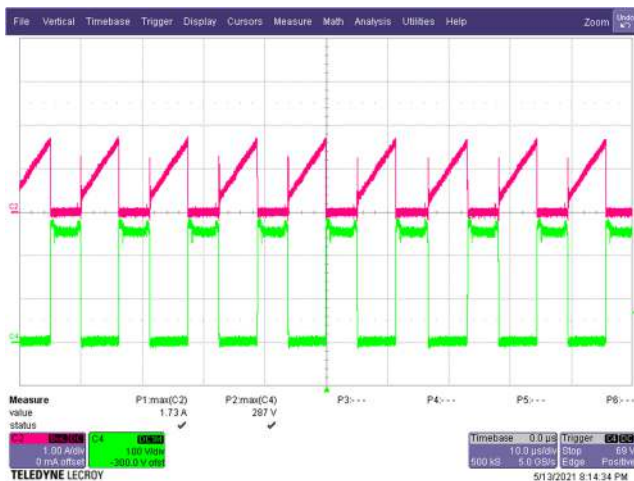 File Vertical Timebase Trigger Display Cursors Measure Math Analysis Utilities Help Zoom Undo
C2
C4
Measure P1:max(C2) P2:max(C4) P3:- - - P4:- - - P5:- - - P6:- - -
value 1.73 A 287 V
status
C2 DC C4 Timebase 0.0 µs Trigger C4 DC
1.00 A/div 100 V/div 10.0 µs/div Stop 69 V
0 mA offset -300.0 V ofst 500 kS 5.0 GS/s Edge Positive
TELEDYNE LECROY 5/13/2021 8:14:34 PM